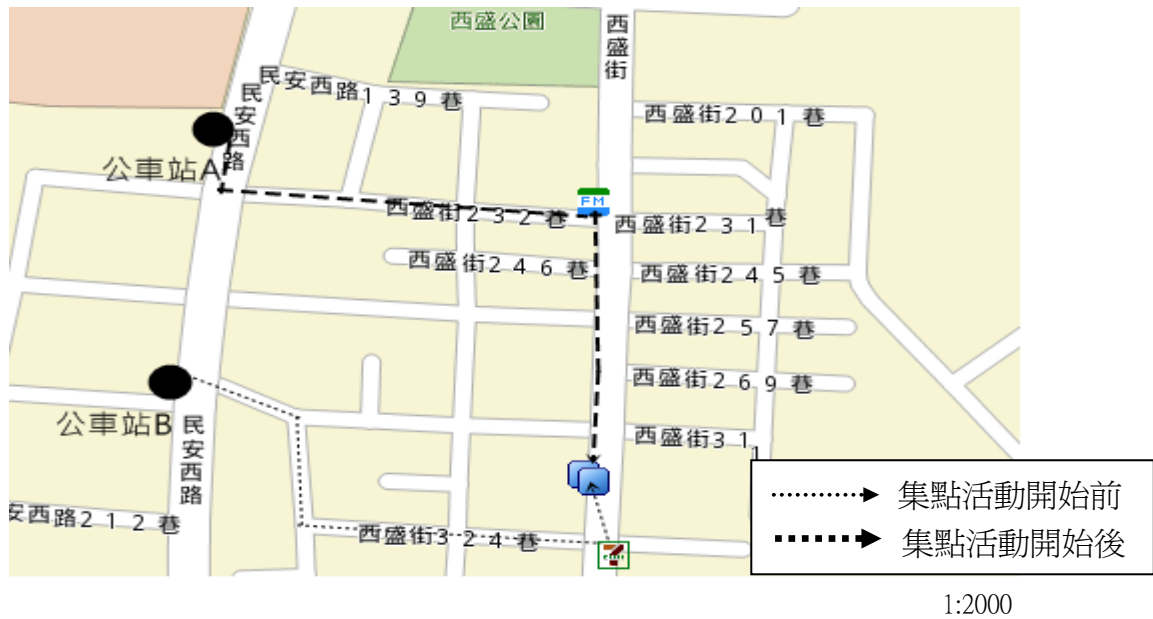 西盛公園
西盛街
民安西路139巷
民安西路
西盛街201巷
公車站A
FM
西盛街232巷
西盛街231巷
西盛街246巷
西盛街245巷
西盛街257巷
西盛街269巷
公車站B
民安西路
西盛街311
安西路212巷
西盛街324巷
7
集點活動開始前
集點活動開始後
1:2000